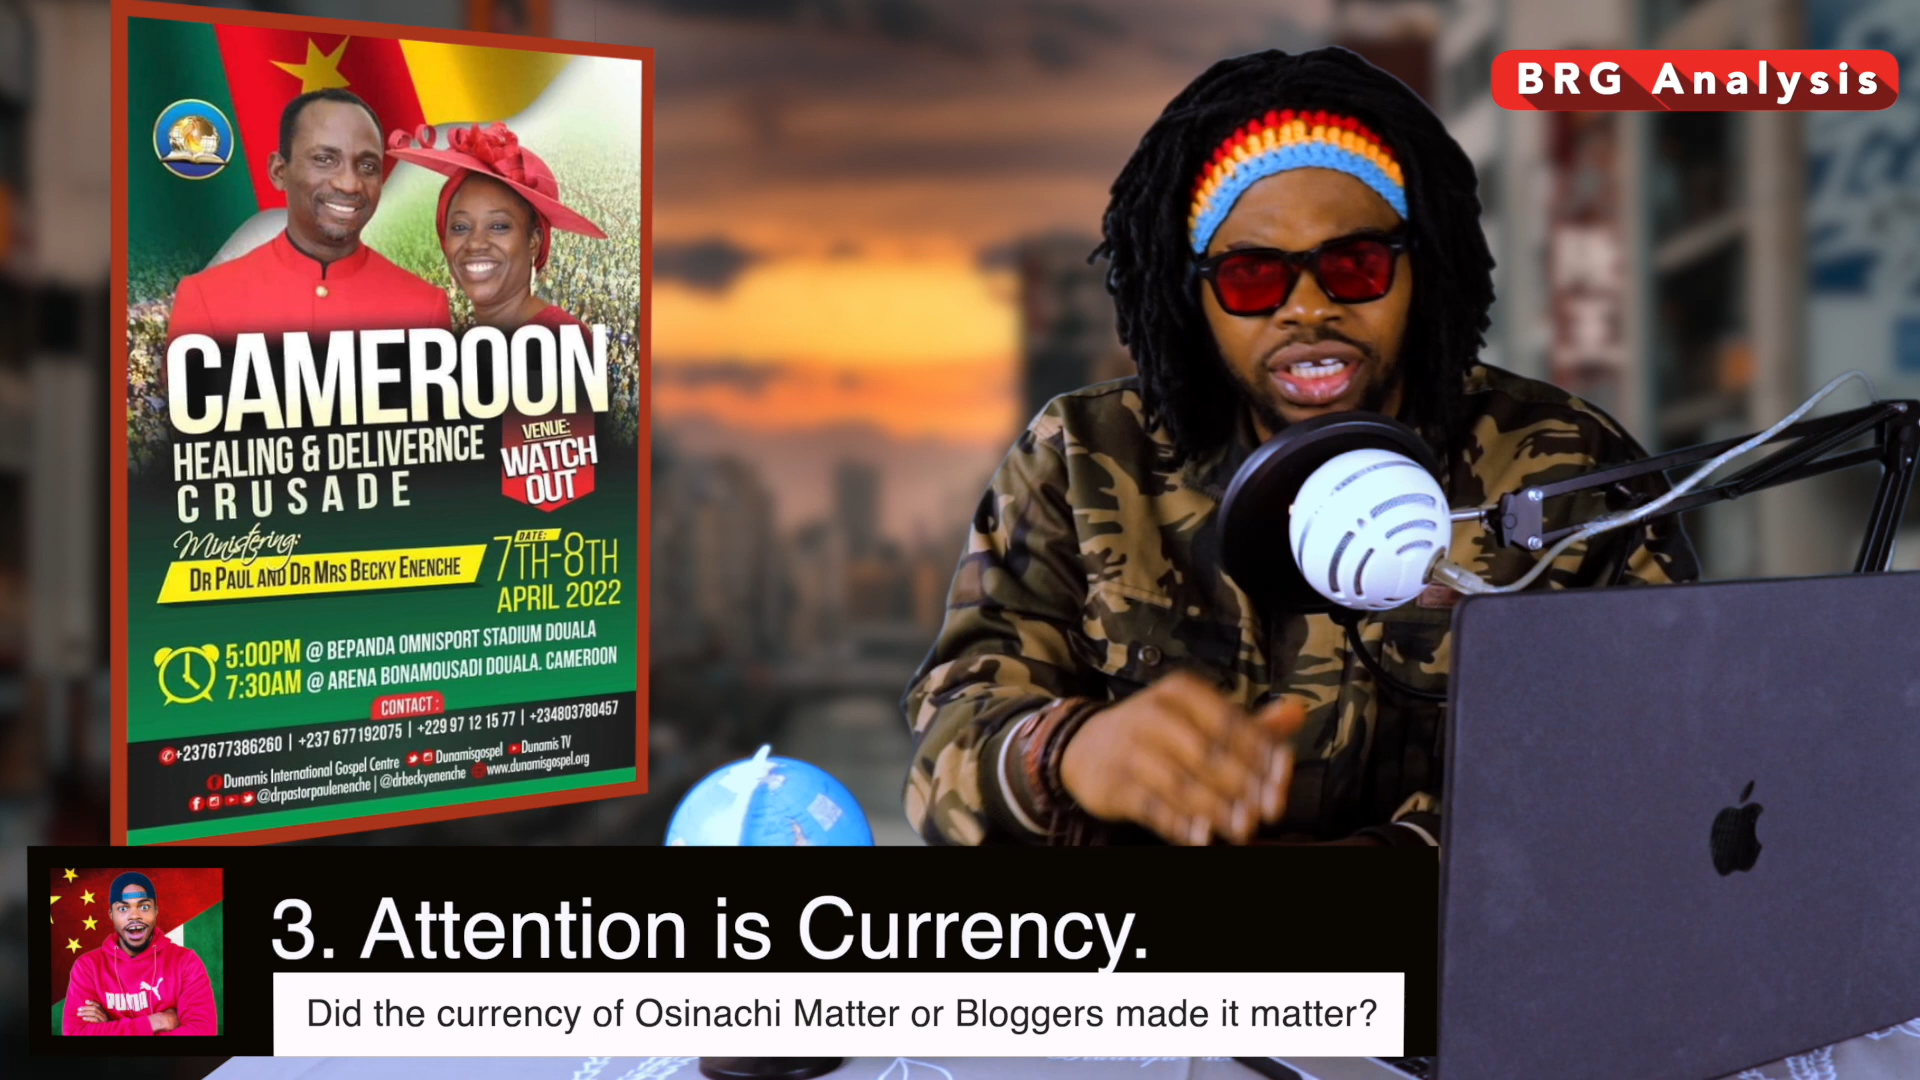 BRG Analysis
CAMEROON
HEALING & DELIVERNCE
CRUSADE
VENUE:
WATCH
OUT
Ministering:
DR PAUL AND DR MRS BECKY ENENCHE
DATE:
7TH-8TH
APRIL 2022
5:00PM @ BEPANDA OMNISPORT STADIUM DOUALA
7:30AM @ ARENA BONAMOUSADI DOUALA. CAMEROON
CONTACT :
+237677386260 | +237 677192075 | +229 97 12 15 77 | +234803780457
Dunamis International Gospel Centre Dunamisgospel Dunamis TV
@drpastorpaulenenche | @drbeckyenenche www.dunamisgospel.org
PUMA
3. Attention is Currency.
Did the currency of Osinachi Matter or Bloggers made it matter?